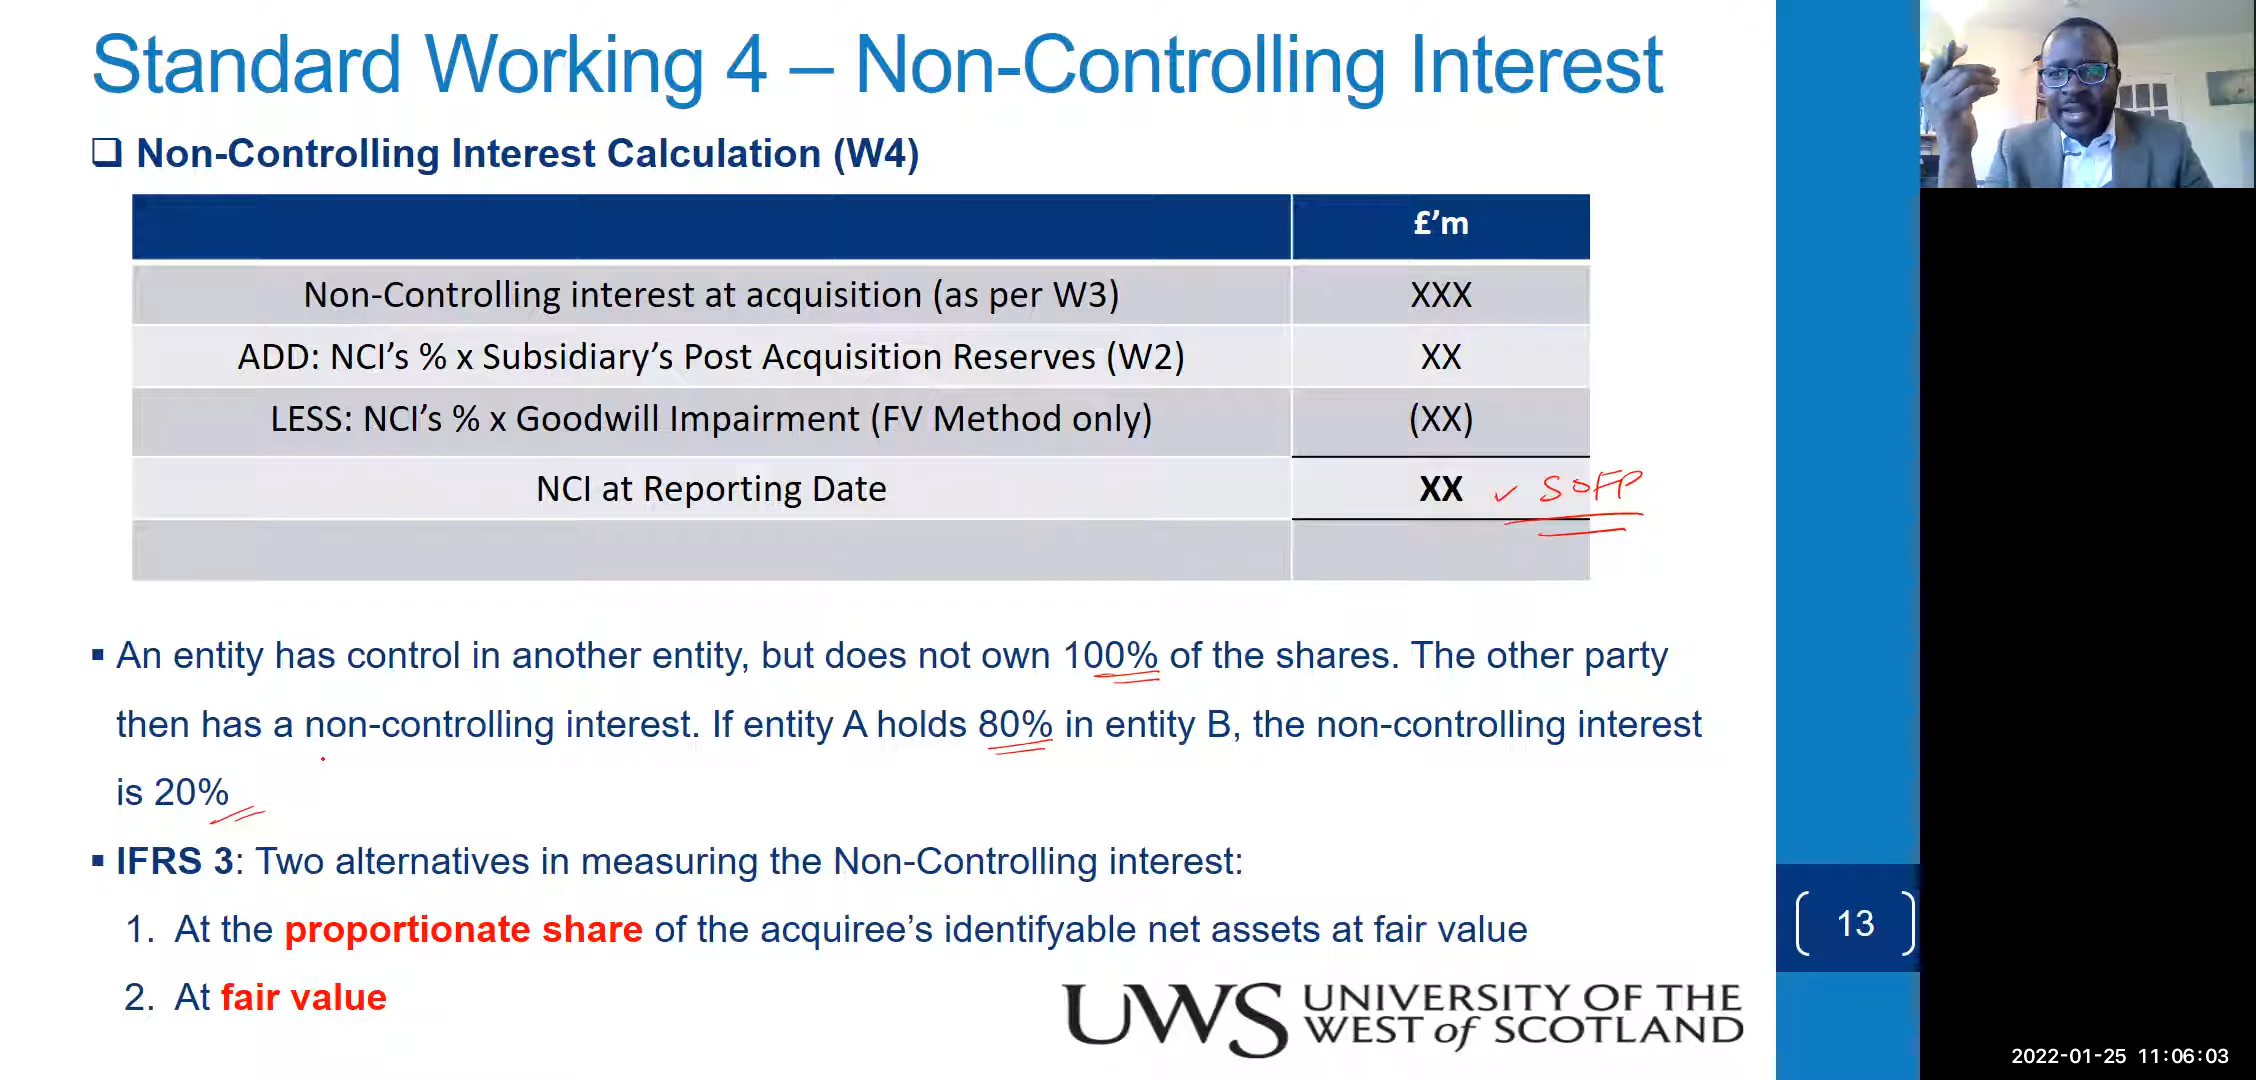 Standard Working 4 – Non-Controlling Interest
❑ Non-Controlling Interest Calculation (W4)
£’m
Non-Controlling interest at acquisition (as per W3) XXX
ADD: NCI’s % x Subsidiary’s Post Acquisition Reserves (W2) XX
LESS: NCI’s % x Goodwill Impairment (FV Method only) (XX)
NCI at Reporting Date XX ✓ SOFP
▪ An entity has control in another entity, but does not own 100% of the shares. The other party
then has a non-controlling interest. If entity A holds 80% in entity B, the non-controlling interest
is 20%
▪ IFRS 3: Two alternatives in measuring the Non-Controlling interest:
1. At the proportionate share of the acquiree’s identifyable net assets at fair value
2. At fair value
13
UWS UNIVERSITY OF THE
WEST of SCOTLAND
2022-01-25 11:06:03